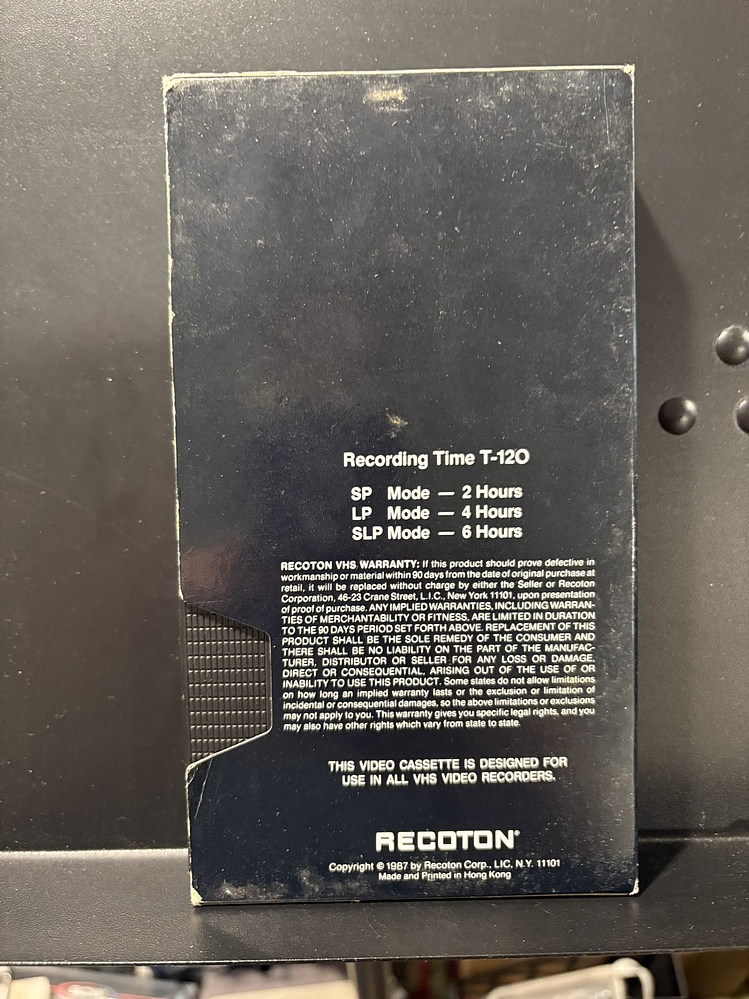 Recording Time T-120
SP Mode — 2 Hours
LP Mode — 4 Hours
SLP Mode — 6 Hours
RECOTON VHS WARRANTY: If this product should prove defective in
workmanship or material within 90 days from the date of original purchase at
retail, it will be replaced without charge by either the Seller or Recoton
Corporation, 46-23 Crane Street, L.I.C., New York 11101, upon presentation
of proof of purchase. ANY IMPLIED WARRANTIES, INCLUDING WARRAN-
TIES OF MERCHANTABILITY OR FITNESS, ARE LIMITED IN DURATION
TO THE 90 DAYS PERIOD SET FORTH ABOVE. REPLACEMENT OF THIS
PRODUCT SHALL BE THE SOLE REMEDY OF THE CONSUMER AND
THERE SHALL BE NO LIABILITY ON THE PART OF THE MANUFAC-
TURER, DISTRIBUTOR OR SELLER FOR ANY LOSS OR DAMAGE,
DIRECT OR CONSEQUENTIAL, ARISING OUT OF THE USE OF OR
INABILITY TO USE THIS PRODUCT. Some states do not allow limitations
on how long an implied warranty lasts or the exclusion or limitation of
incidental or consequential damages, so the above limitations or exclusions
may not apply to you. This warranty gives you specific legal rights, and you
may also have other rights which vary from state to state.
THIS VIDEO CASSETTE IS DESIGNED FOR
USE IN ALL VHS VIDEO RECORDERS.
RECOTON®
Copyright © 1987 by Recoton Corp., LIC, N.Y. 11101
Made and Printed in Hong Kong